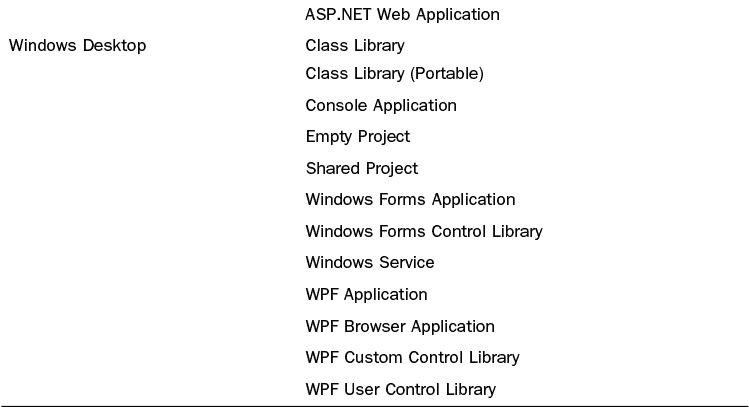 ASP.NET Web Application
Windows Desktop Class Library
Class Library (Portable)
Console Application
Empty Project
Shared Project
Windows Forms Application
Windows Forms Control Library
Windows Service
WPF Application
WPF Browser Application
WPF Custom Control Library
WPF User Control Library